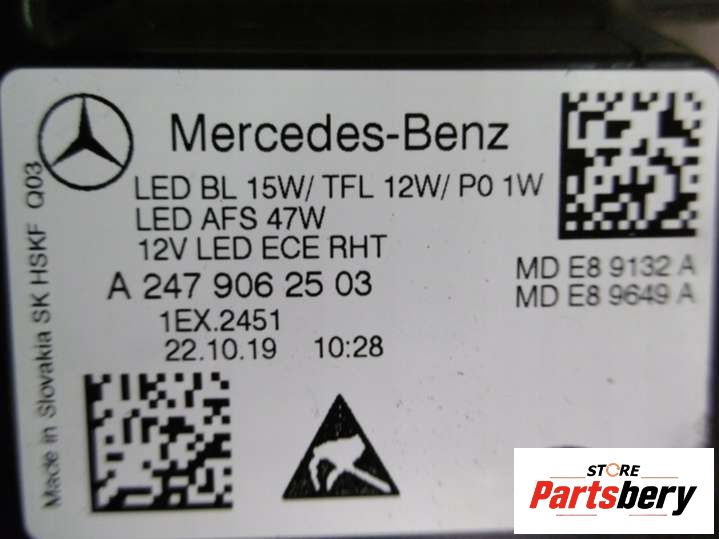 Mercedes-Benz
LED BL 15W/ TFL 12W/ P0 1W
LED AFS 47W
12V LED ECE RHT
A 247 906 25 03
MD E8 9132 A
MD E8 9649 A
1EX.2451
22.10.19 10:28
Made in Slovakia SK HSKF Q03
STORE
Partsbery